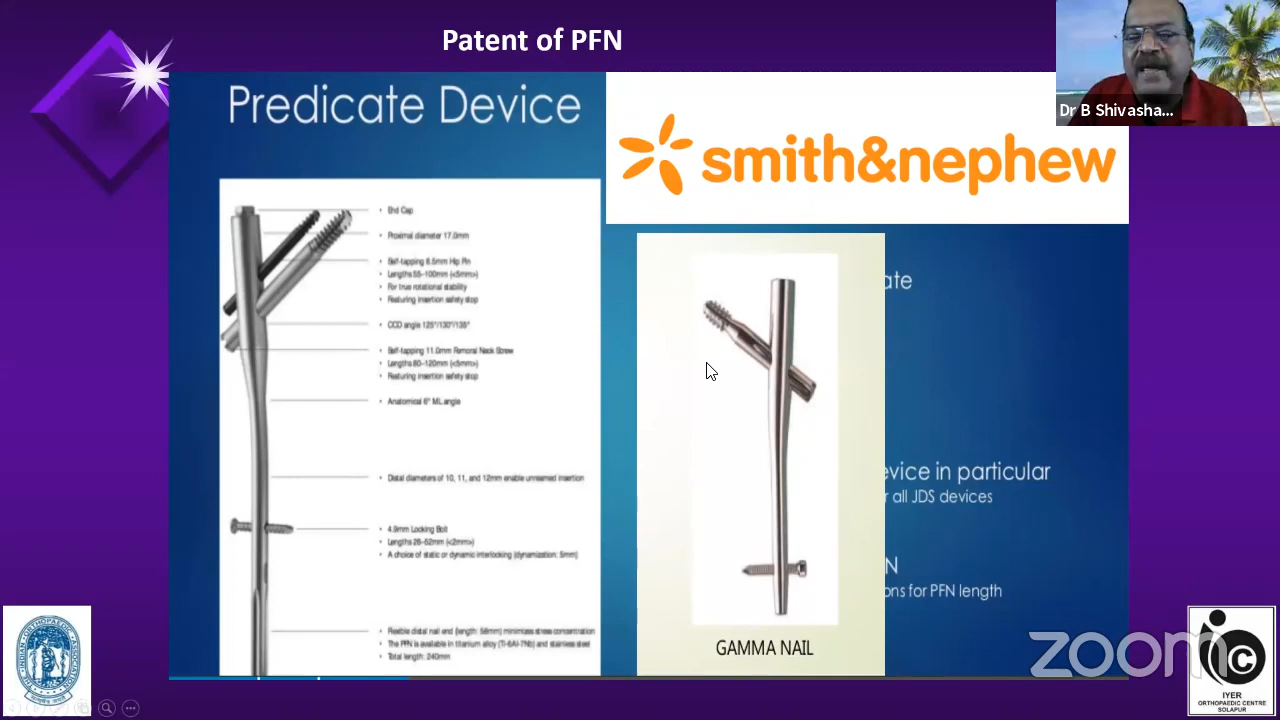 Patent of PFN
Dr B Shivasha...
Predicate Device
smith&nephew
• End Cap
• Proximal diameter 17.0mm
• Self-tapping 6.5mm Hip Pin
• Lengths 55–100mm (<5mm>)
• For true rotational stability
• Featuring insertion safety stop
• CCD angle 125°/130°/135°
• Self-tapping 11.0mm Femoral Neck Screw
• Lengths 80–120mm (<5mm>)
• Featuring insertion safety stop
• Anatomical 6° ML angle
• Distal diameters of 10, 11, and 12mm enable unreamed insertion
• 4.9mm Locking Bolt
• Lengths 26–52mm (<2mm>)
• A choice of static or dynamic interlocking (dynamization: 5mm)
• Flexible distal nail end (length: 58mm) minimizes stress concentration
• The PFN is available in titanium alloy (Ti-6Al-7Nb) and stainless steel
• Total length: 240mm
GAMMA NAIL
ate
evice in particular
r all JDS devices
N
ons for PFN length
zoom
IYER
ORTHOPAEDIC CENTRE
SOLAPUR